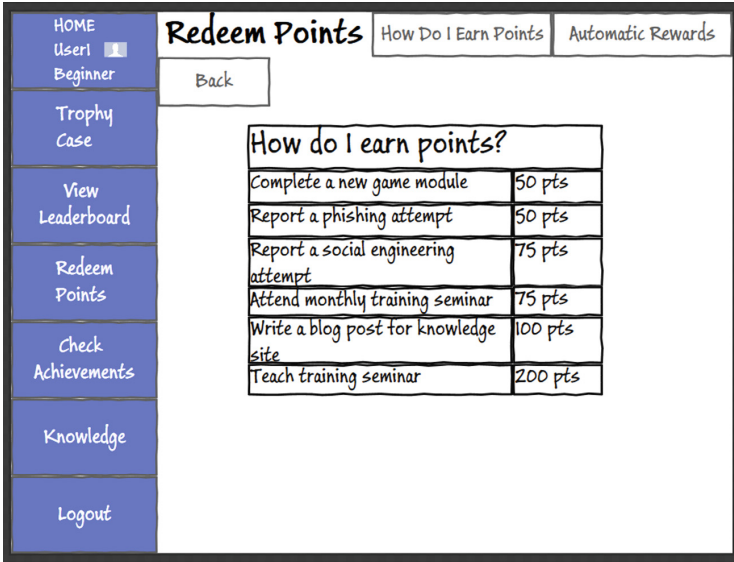 HOME
User1
Beginner
Trophy
Case
View
Leaderboard
Redeem
Points
Check
Achievements
Knowledge
Logout
Redeem Points
How Do I Earn Points
Automatic Rewards
Back
How do I earn points?
Complete a new game module 50 pts
Report a phishing attempt 50 pts
Report a social engineering 75 pts
attempt
Attend monthly training seminar 75 pts
Write a blog post for knowledge 100 pts
site
Teach training seminar 200 pts